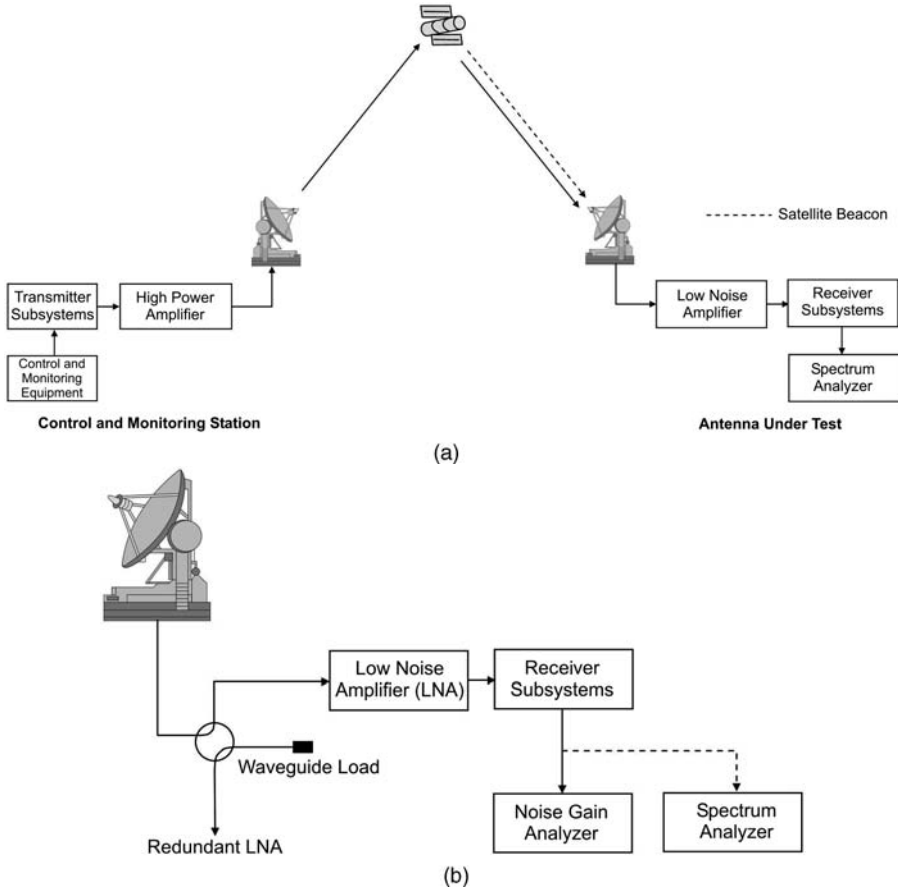 Satellite Beacon
Transmitter
Subsystems
High Power
Amplifier
Low Noise
Amplifier
Receiver
Subsystems
Control and
Monitoring
Equipment
Spectrum
Analyzer
Control and Monitoring Station
Antenna Under Test
(a)
Low Noise
Amplifier (LNA)
Receiver
Subsystems
Waveguide Load
Noise Gain
Analyzer
Spectrum
Analyzer
Redundant LNA
(b)